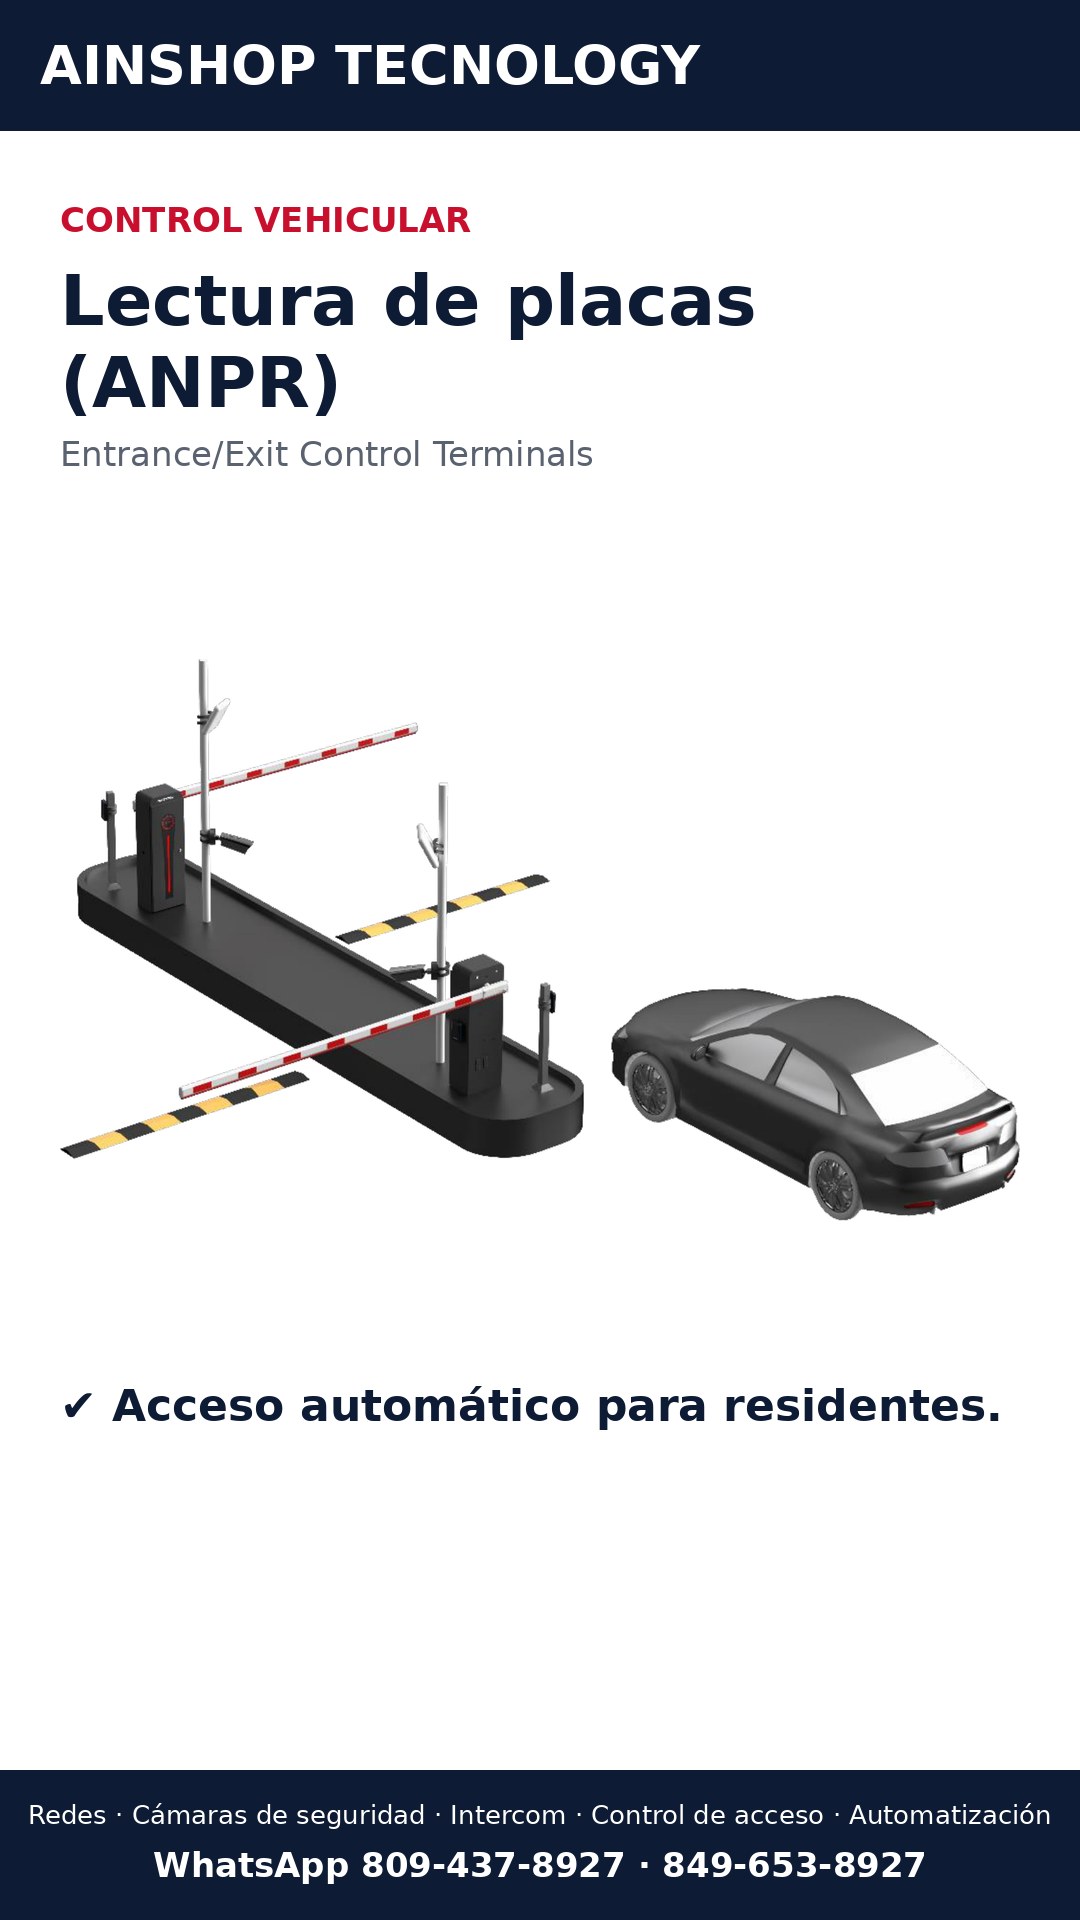 AINSHOP TECNOLOGY
CONTROL VEHICULAR
Lectura de placas
(ANPR)
Entrance/Exit Control Terminals
✔ Acceso automático para residentes.
Redes · Cámaras de seguridad · Intercom · Control de acceso · Automatización
WhatsApp 809-437-8927 · 849-653-8927